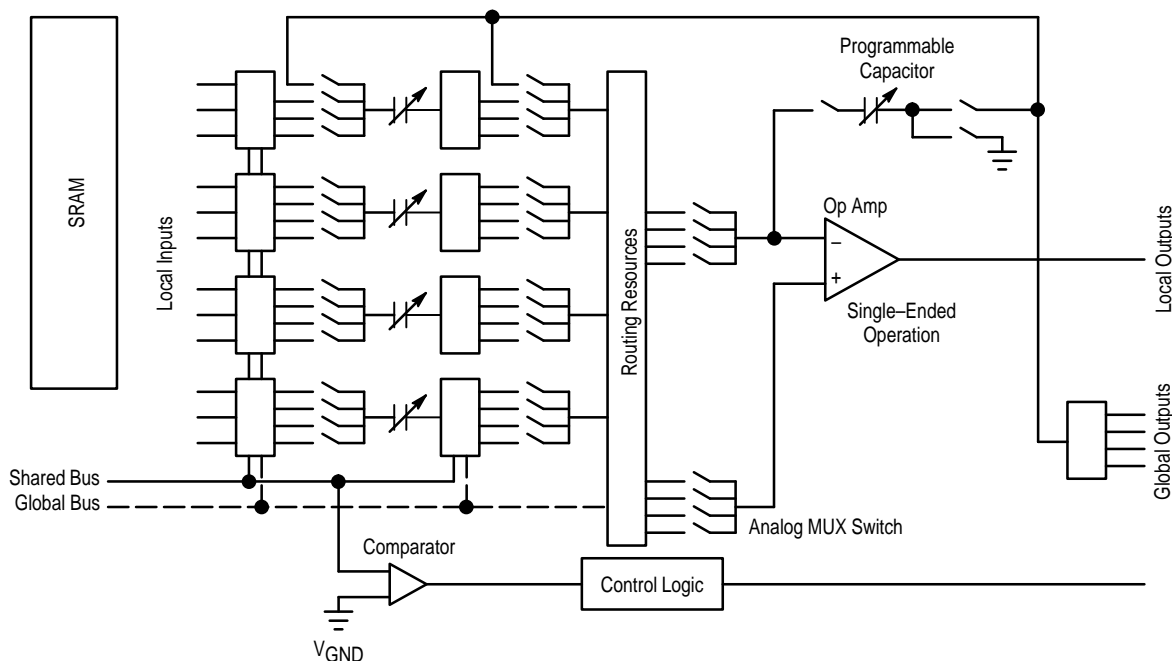 Programmable
Capacitor
SRAM
Local Inputs
Routing Resources
Op Amp
–
+
Single–Ended
Operation
Local Outputs
Global Outputs
Shared Bus
Global Bus
Analog MUX Switch
Comparator
Control Logic
VGND